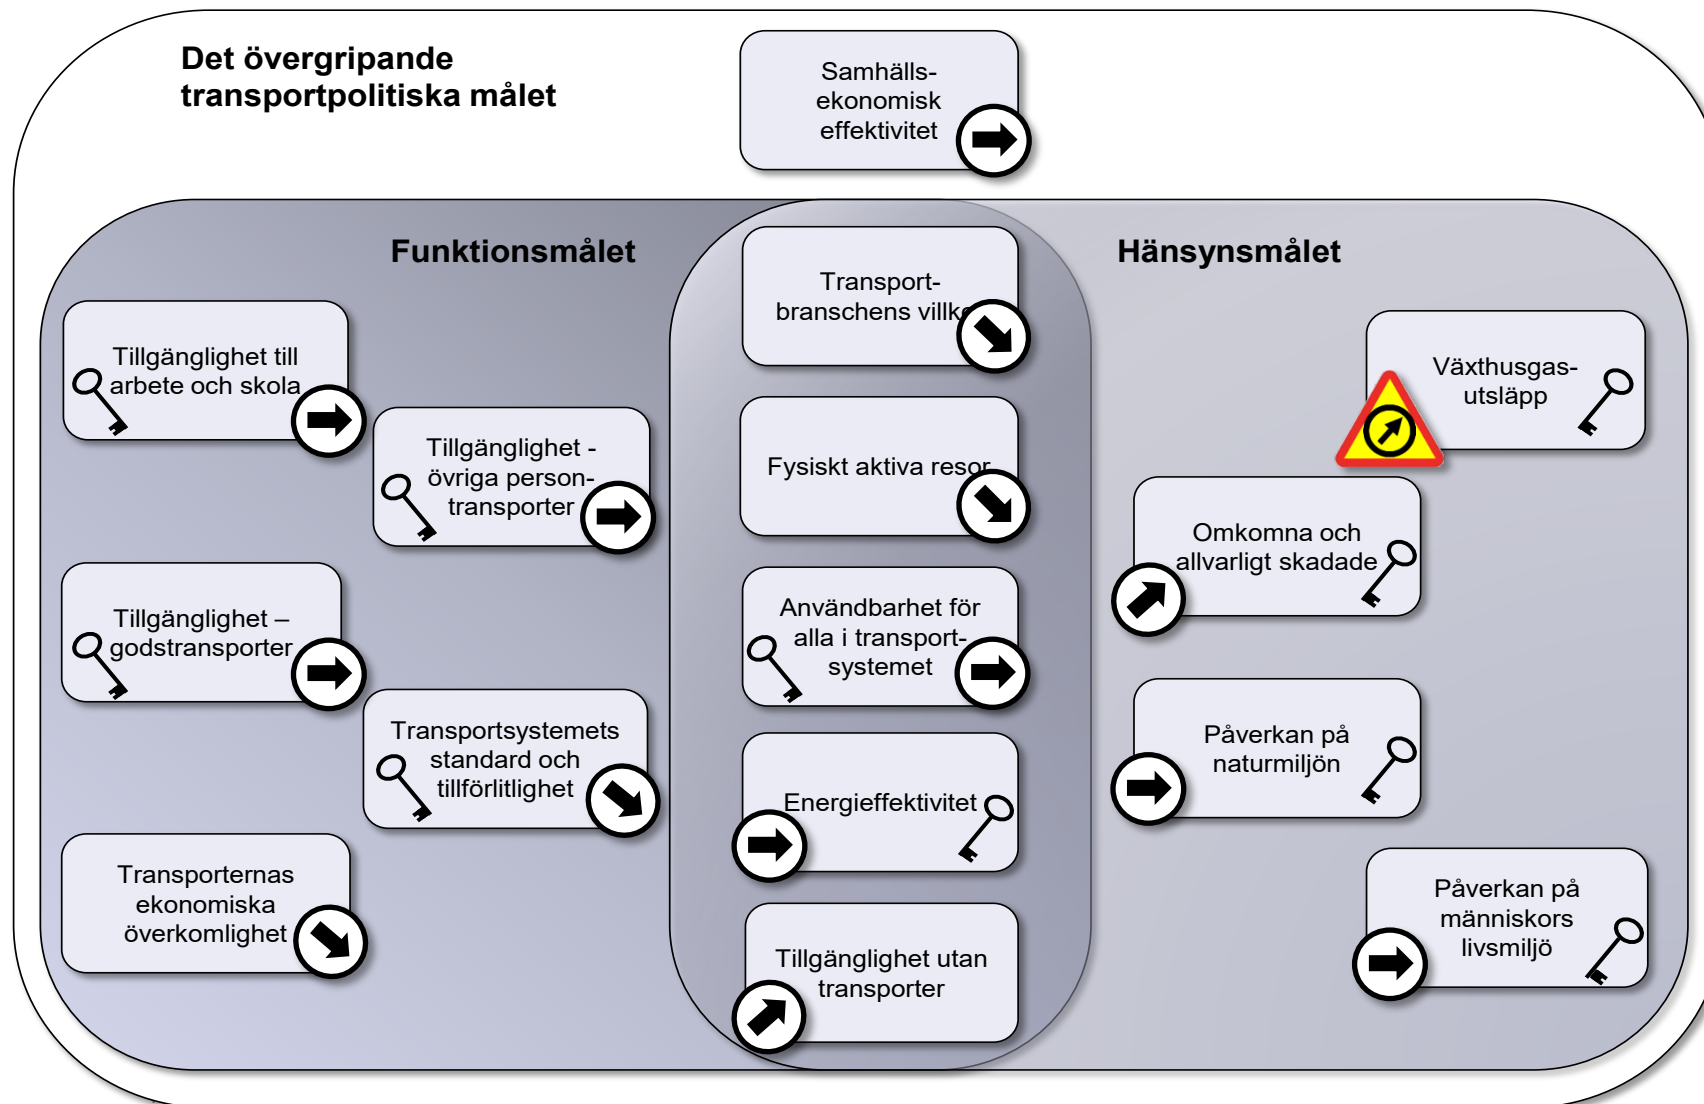 Det övergripande
transportpolitiska målet
Samhälls-
ekonomisk
effektivitet
Funktionsmålet
Hänsynsmålet
Tillgänglighet till
arbete och skola
Tillgänglighet -
övriga person-
transporter
Tillgänglighet –
godstransporter
Transportsystemets
standard och
tillförlitlighet
Transporternas
ekonomiska
överkomlighet
Transport-
branschens villko
Fysiskt aktiva resor
Användbarhet för
alla i transport-
systemet
Energieffektivitet
Tillgänglighet utan
transporter
Växthusgas-
utsläpp
Omkomna och
allvarligt skadade
Påverkan på
naturmiljön
Påverkan på
människors
livsmiljö